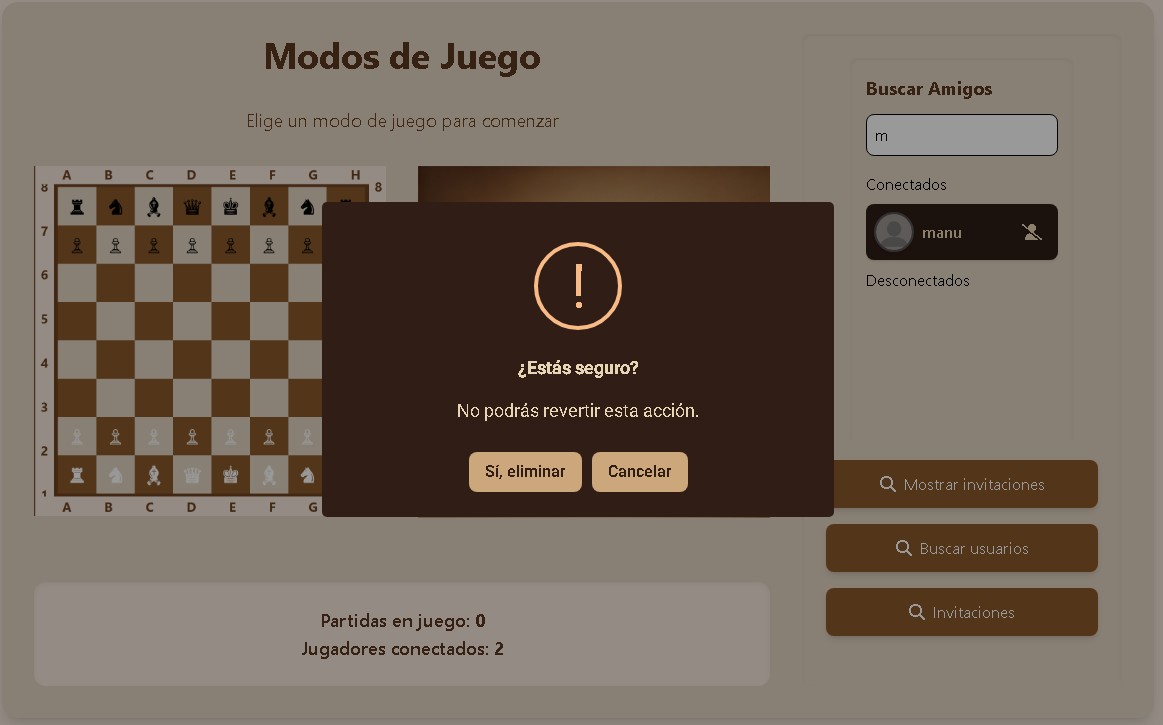 Modos de Juego
Elige un modo de juego para comenzar
A B C D E F G H
8 8
7
6
5
4
3
2
1
A B C D E F G
¿Estás seguro?
No podrás revertir esta acción.
Sí, eliminar Cancelar
Partidas en juego: 0
Jugadores conectados: 2
Buscar Amigos
m
Conectados
manu
Desconectados
Mostrar invitaciones
Buscar usuarios
Invitaciones